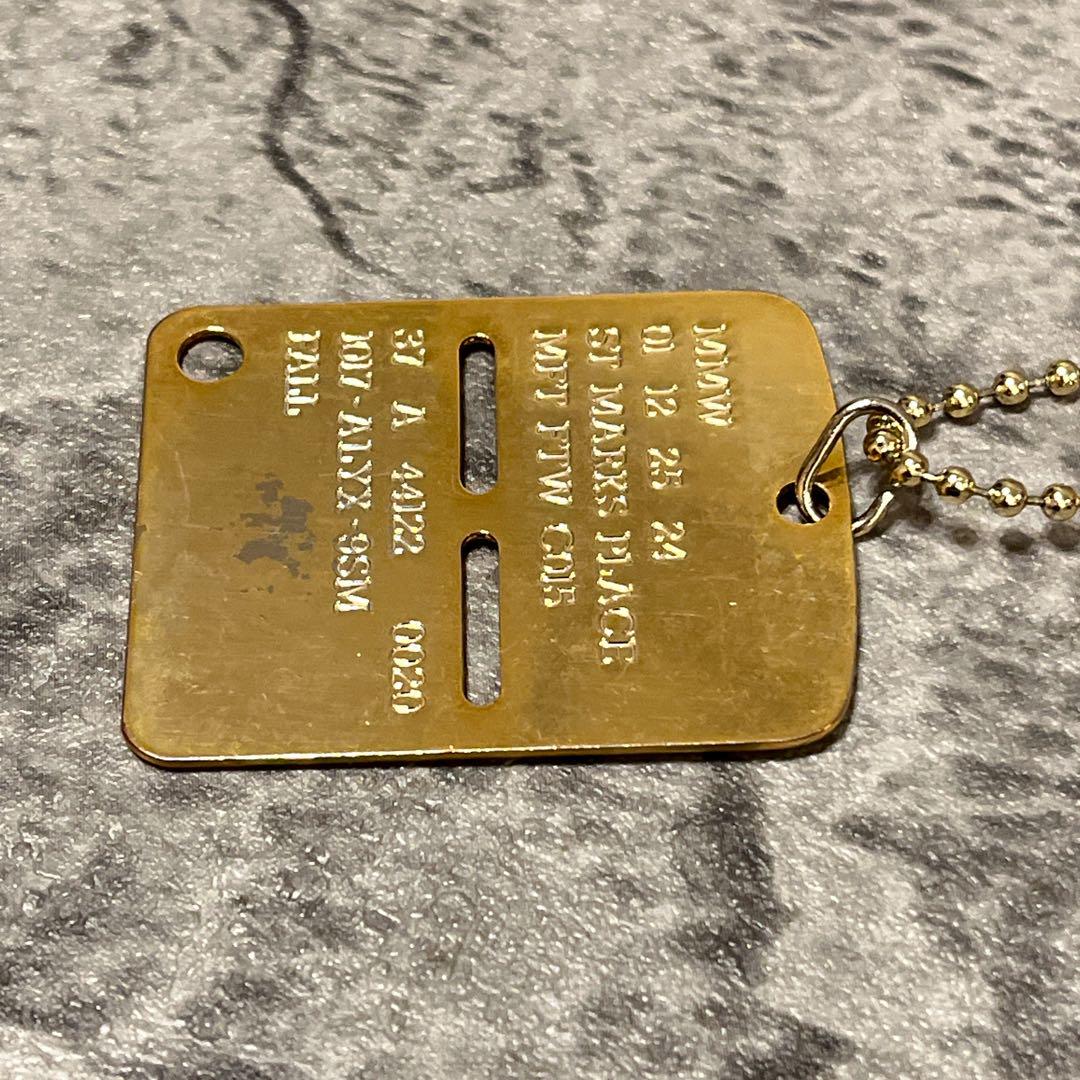 MMW
01 12 25 24
ST MARKS PLACE
MFT FTW C015
37 A 44122 0020
1017-ALYX-9SM
FALL